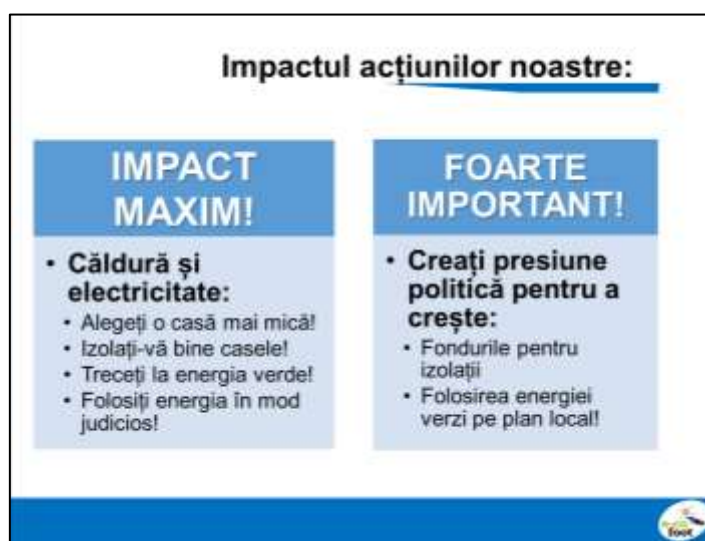 Impactul acțiunilor noastre:
IMPACT
MAXIM!
• Căldură și
electricitate:
• Alegeți o casă mai mică!
• Izolați-vă bine casele!
• Treceți la energia verde!
• Folosiți energia în mod
judicios!
FOARTE
IMPORTANT!
• Creați presiune
politică pentru a
crește:
• Fondurile pentru
izolații
• Folosirea energiei
verzi pe plan local!
foot